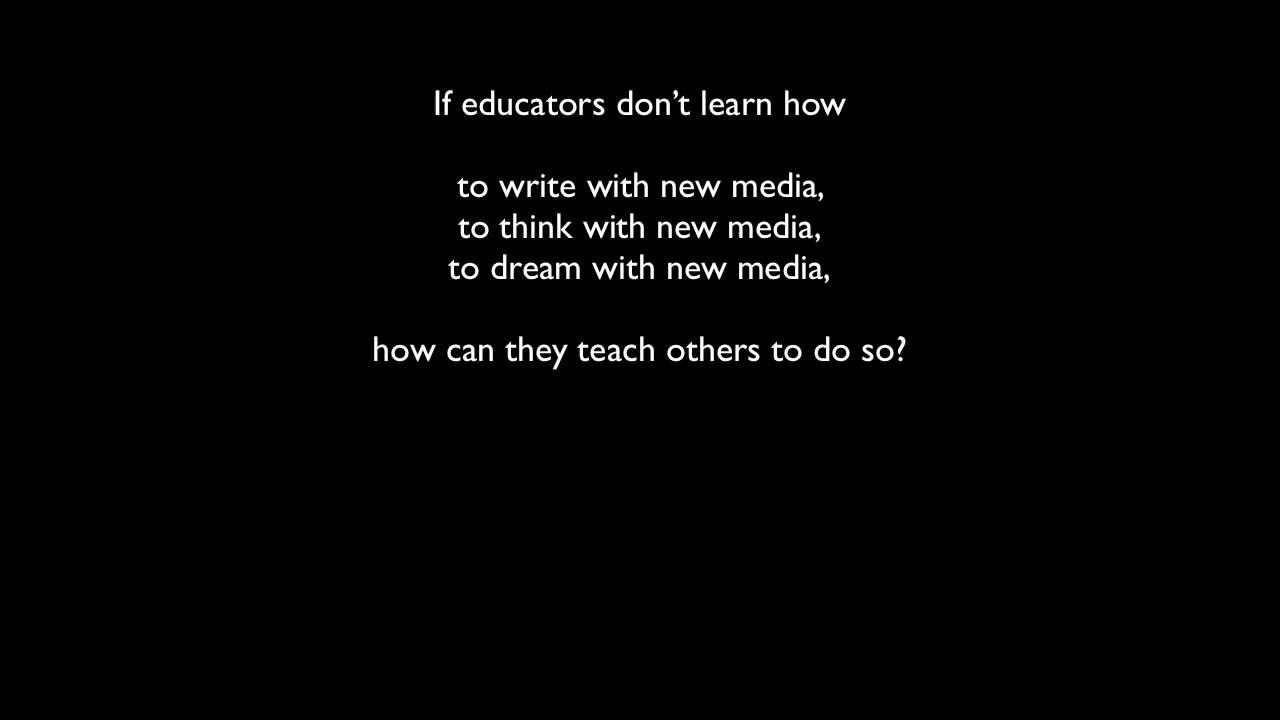 If educators don’t learn how
to write with new media,
to think with new media,
to dream with new media,
how can they teach others to do so?